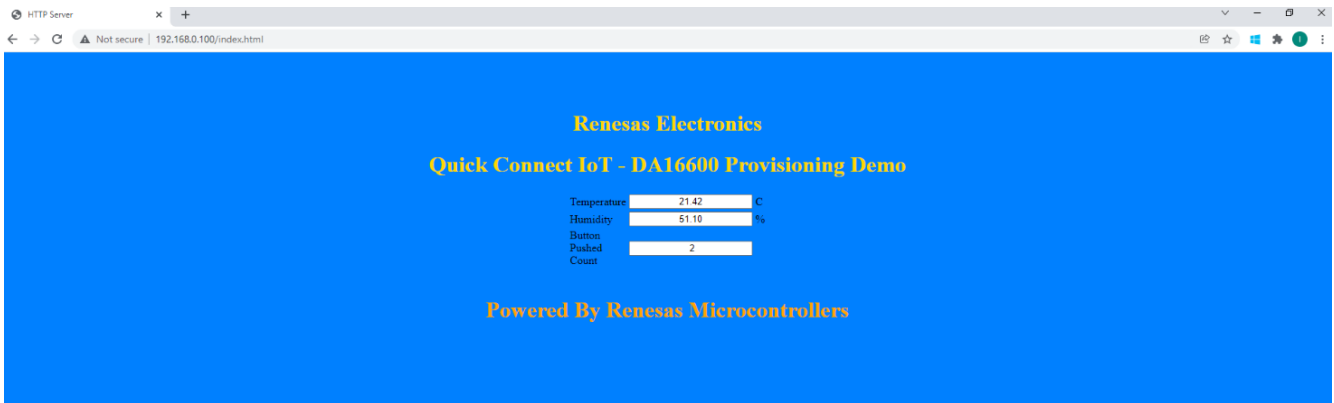 HTTP Server
Not secure | 192.168.0.100/index.html
Renesas Electronics
Quick Connect IoT - DA16600 Provisioning Demo
Temperature 21.42 C
Humidity 51.10 %
Button
Pushed 2
Count
Powered By Renesas Microcontrollers